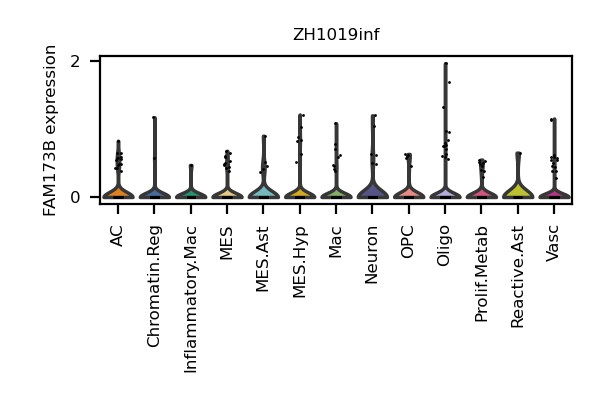 ZH1019inf
FAM173B expression
2
0
AC
Chromatin.Reg
Inflammatory.Mac
MES
MES.Ast
MES.Hyp
Mac
Neuron
OPC
Oligo
Prolif.Metab
Reactive.Ast
Vasc